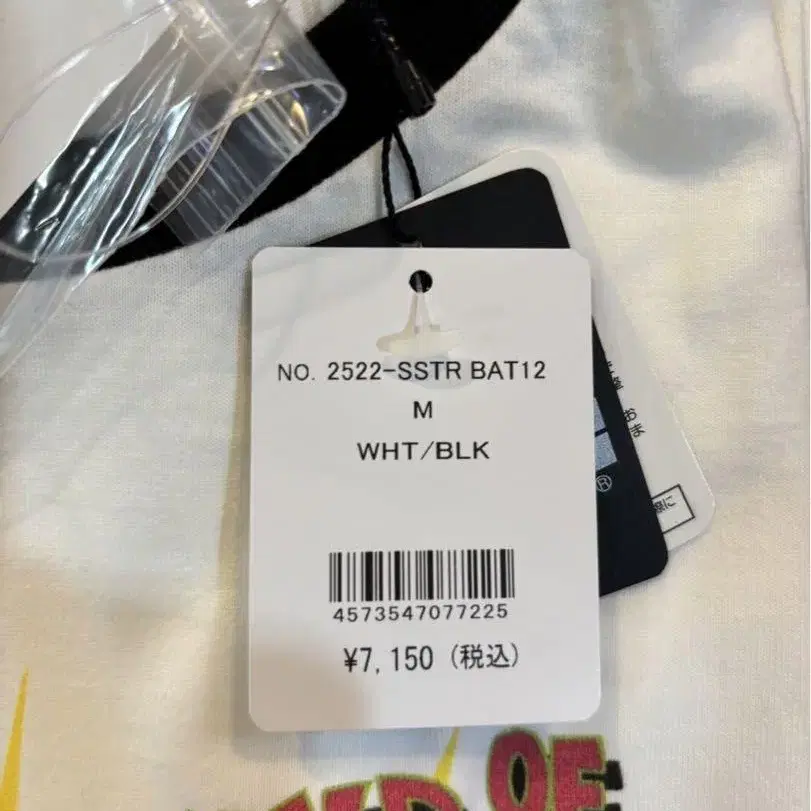 NO. 2522-SSTR BAT12
M
WHT/BLK
4573547077225
¥7,150 (税込)
®
OF